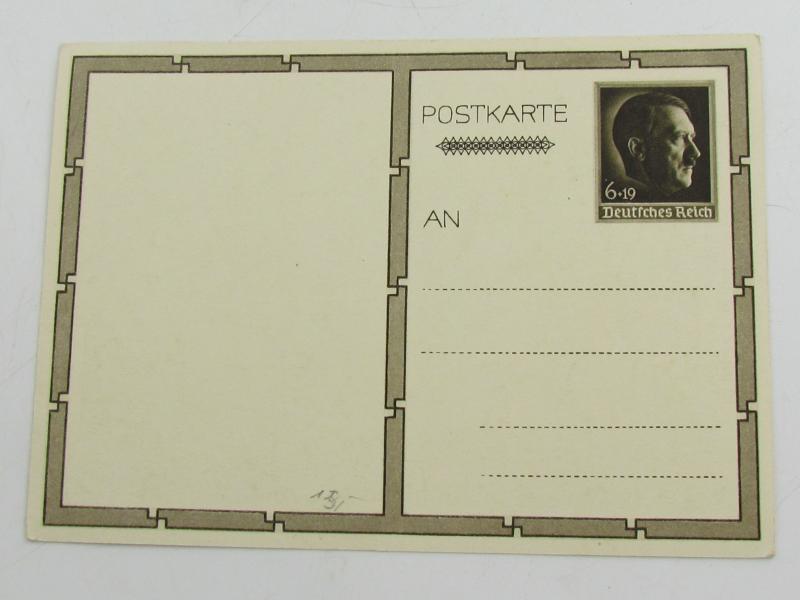 POSTKARTE
6+19
Deutsches Reich
AN